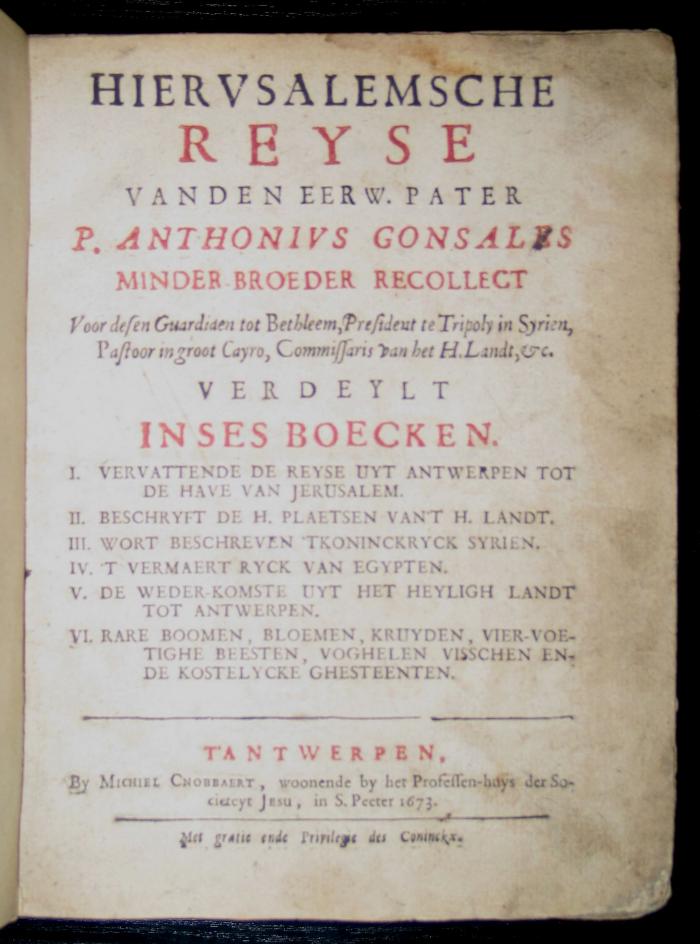 HIERVSALEMSCHE
REYSE
VANDEN EERW. PATER
P. ANTHONIVS GONSALES
MINDER-BROEDER RECOLLECT
Voor desen Guardiaen tot Bethleem, President te Tripoly in Syrien,
Pastoor in groot Cayro, Commissaris van het H. Landt, &c.
VERDEYLT
IN SES BOECKEN.
I. VERVATTENDE DE REYSE UYT ANTWERPEN TOT
DE HAVE VAN JERUSALEM.
II. BESCHRYFT DE H. PLAETSEN VAN'T H. LANDT.
III. WORT BESCHREVEN 'TKONINCKRYCK SYRIEN.
IV. 'T VERMAERT RYCK VAN EGYPTEN.
V. DE WEDER-KOMSTE UYT HET HEYLIGH LANDT
TOT ANTWERPEN.
VI. RARE BOOMEN, BLOEMEN, KRUYDEN, VIER-VOE-
TIGHE BEESTEN, VOGHELEN VISSCHEN EN-
DE KOSTELYCKE GHESTEENTEN.
T'ANTWERPEN,
By MICHIEL CNOBBAERT, woonende by het Professen-huys der So-
cieteyt JESU, in S. Peeter 1673.
Met gratie ende Privilegie des Coninckx.